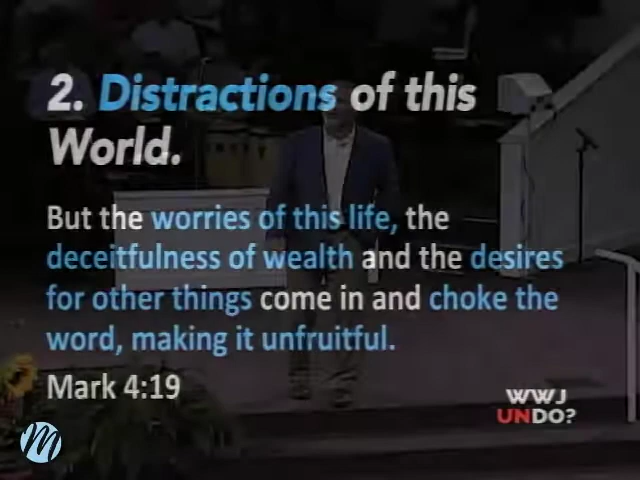 2. Distractions of this
World.
But the worries of this life, the
deceitfulness of wealth and the desires
for other things come in and choke the
word, making it unfruitful.
Mark 4:19
WWJ
UNDO?
M